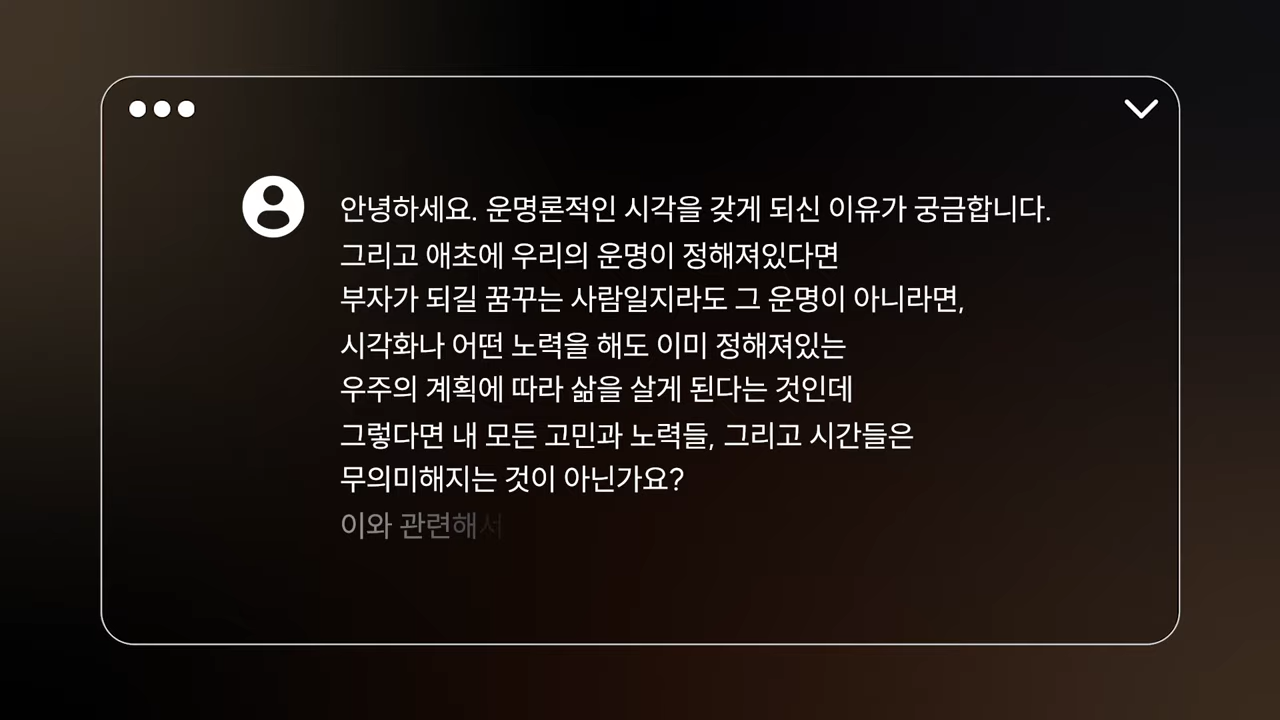 안녕하세요. 운명론적인 시각을 갖게 되신 이유가 궁금합니다.
그리고 애초에 우리의 운명이 정해져있다면
부자가 되길 꿈꾸는 사람일지라도 그 운명이 아니라면,
시각화나 어떤 노력을 해도 이미 정해져있는
우주의 계획에 따라 삶을 살게 된다는 것인데
그렇다면 내 모든 고민과 노력들, 그리고 시간들은
무의미해지는 것이 아닌가요?
이와 관련해서